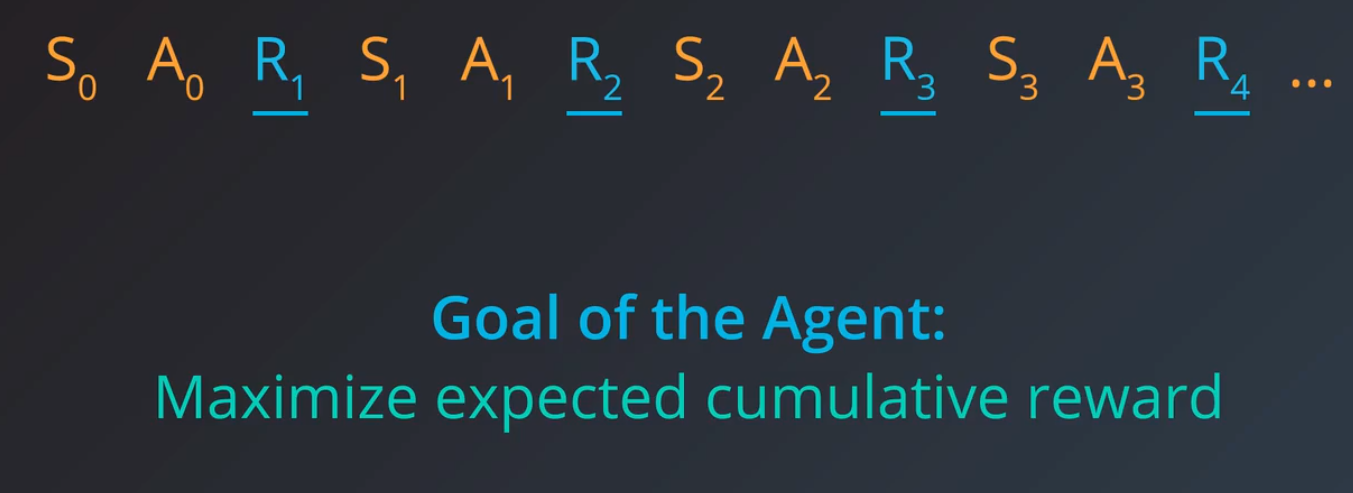 S₀ A₀ R₁ S₁ A₁ R₂ S₂ A₂ R₃ S₃ A₃ R₄ ...
Goal of the Agent:
Maximize expected cumulative reward